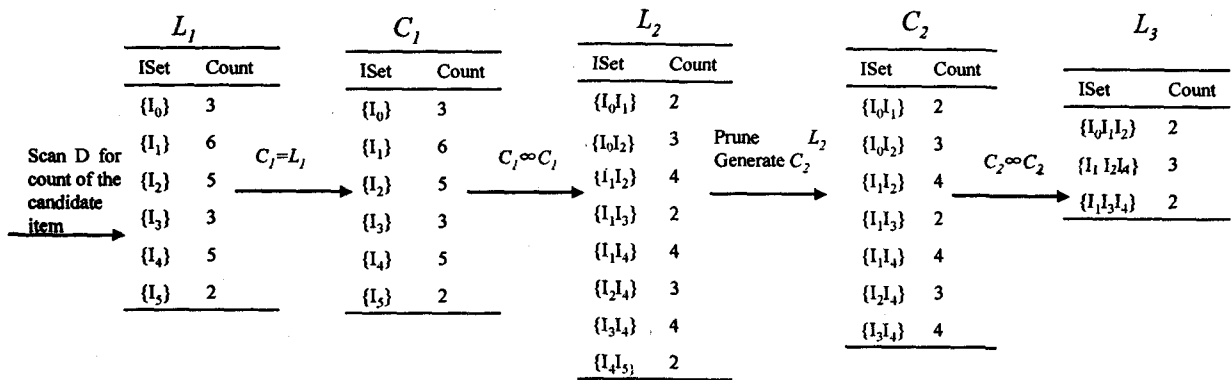 L1
ISet Count
{I0} 3
{I1} 6
{I2} 5
{I3} 3
{I4} 5
{I5} 2
Scan D for
count of the
candidate
item
C1=L1
C1
ISet Count
{I0} 3
{I1} 6
{I2} 5
{I3} 3
{I4} 5
{I5} 2
C1∞C1
L2
ISet Count
{I0I1} 2
{I0I2} 3
{I1I2} 4
{I1I3} 2
{I1I4} 4
{I2I4} 3
{I3I4} 4
{I4I5} 2
Prune L2
Generate C2
C2
ISet Count
{I0I1} 2
{I0I2} 3
{I1I2} 4
{I1I3} 2
{I1I4} 4
{I2I4} 3
{I3I4} 4
C2∞C2
L3
ISet Count
{I0I1I2} 2
{I1 I2I4} 3
{I1I3I4} 2